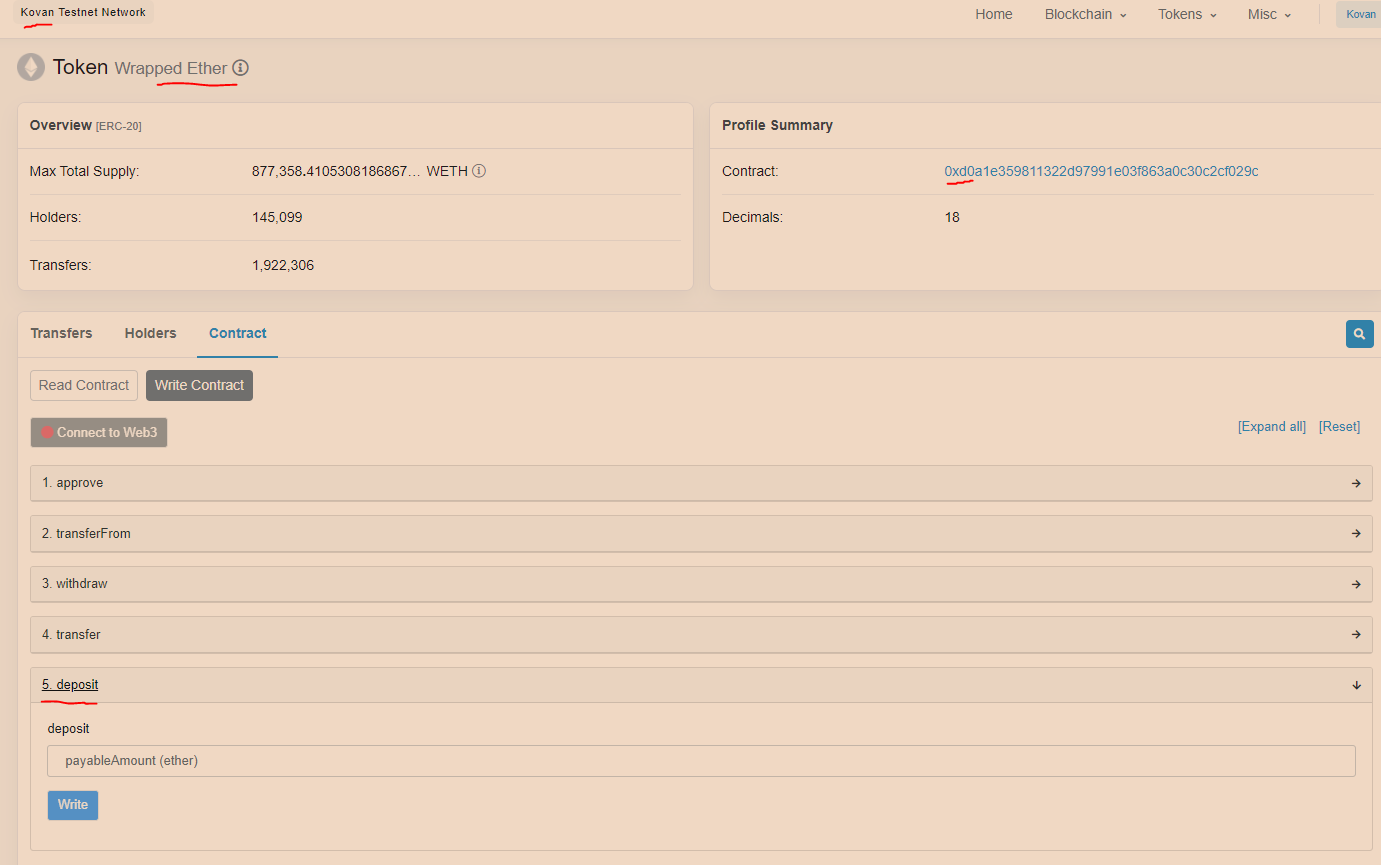 Kovan Testnet Network
Home Blockchain Tokens Misc Kovan
Token Wrapped Ether
Overview [ERC-20]
Max Total Supply: 877,358.4105308186867... WETH
Holders: 145,099
Transfers: 1,922,306
Profile Summary
Contract: 0xd0a1e359811322d97991e03f863a0c30c2cf029c
Decimals: 18
Transfers Holders Contract
Read Contract Write Contract
Connect to Web3 [Expand all] [Reset]
1. approve
2. transferFrom
3. withdraw
4. transfer
5. deposit
deposit
payableAmount (ether)
Write